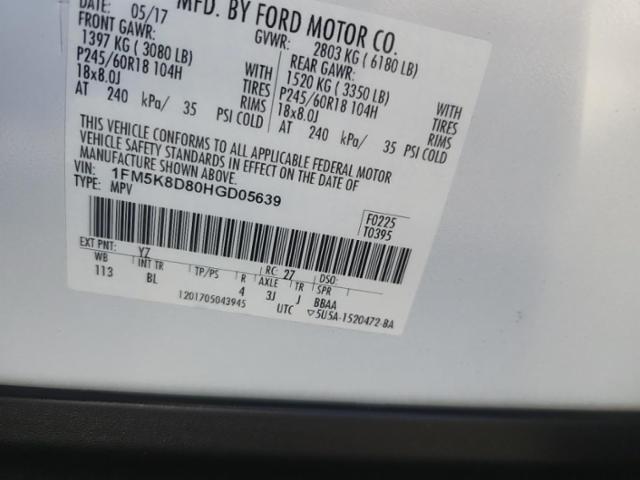 DATE: 05/17 MFD. BY FORD MOTOR CO.
FRONT GAWR: GVWR: 2803 KG ( 6180 LB)
1397 KG ( 3080 LB) REAR GAWR:
P245/60R18 104H WITH 1520 KG ( 3350 LB) WITH
18x8.0J TIRES P245/60R18 104H TIRES
RIMS 18x8.0J RIMS
AT 240 kPa/ 35 PSI COLD AT 240 kPa/ 35 PSI COLD
THIS VEHICLE CONFORMS TO ALL APPLICABLE FEDERAL MOTOR
VEHICLE SAFETY STANDARDS IN EFFECT ON THE DATE OF
MANUFACTURE SHOWN ABOVE.
VIN: 1FM5K8D80HGD05639
TYPE: MPV
F0225
T0395
EXT PNT: YZ RC: 27 DSO:
WB INT TR TP/PS R AXLE TR SPR
113 BL 4 3J J BBAA
1201705043945 UTC ▽5U5A-1520472-BA